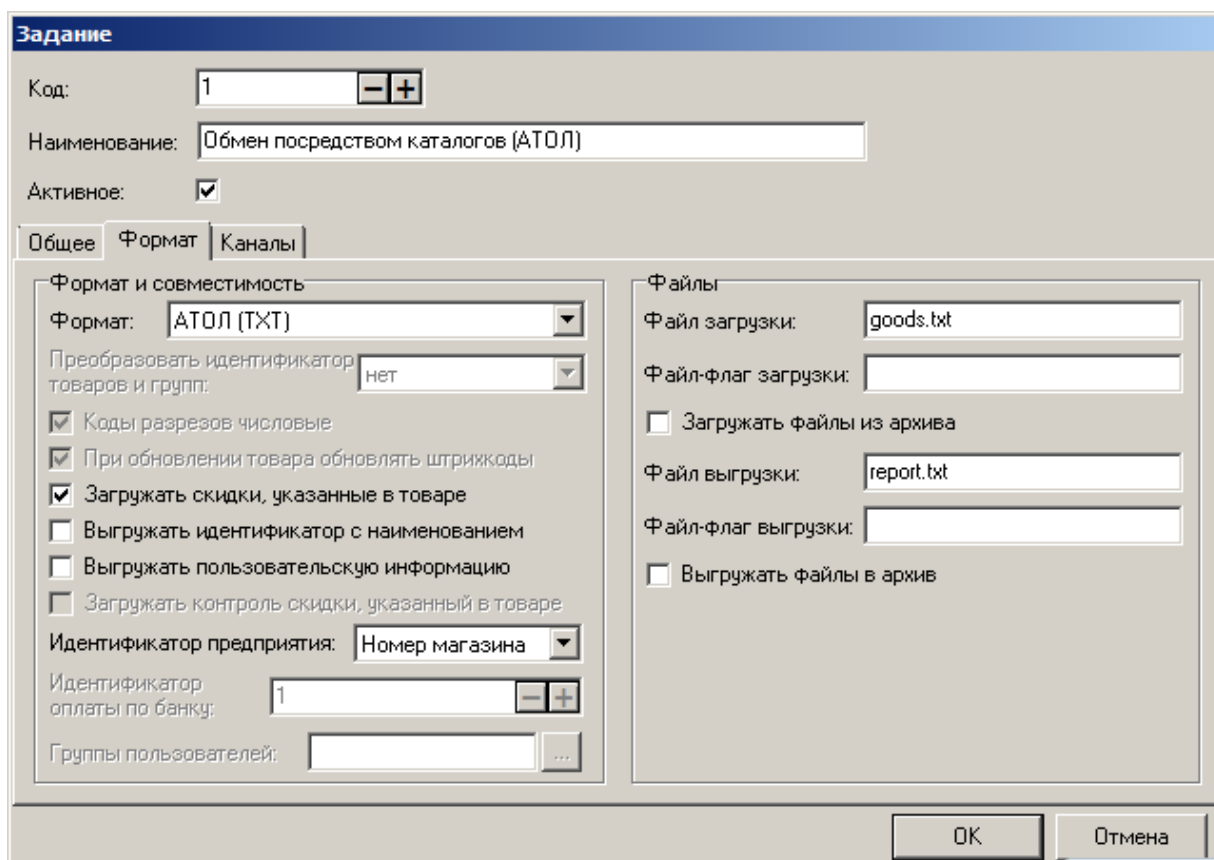 Задание
Код: 1
Наименование: Обмен посредством каталогов (АТОЛ)
Активное:
Общее Формат Каналы
Формат и совместимость
Формат: АТОЛ (TXT)
Преобразовать идентификатор
товаров и групп: нет
Коды разрезов числовые
При обновлении товара обновлять штрихкоды
Загружать скидки, указанные в товаре
Выгружать идентификатор с наименованием
Выгружать пользовательскую информацию
Загружать контроль скидки, указанный в товаре
Идентификатор предприятия: Номер магазина
Идентификатор
оплаты по банку: 1
Группы пользователей: ...
Файлы
Файл загрузки: goods.txt
Файл-флаг загрузки:
Загружать файлы из архива
Файл выгрузки: report.txt
Файл-флаг выгрузки:
Выгружать файлы в архив
OK Отмена